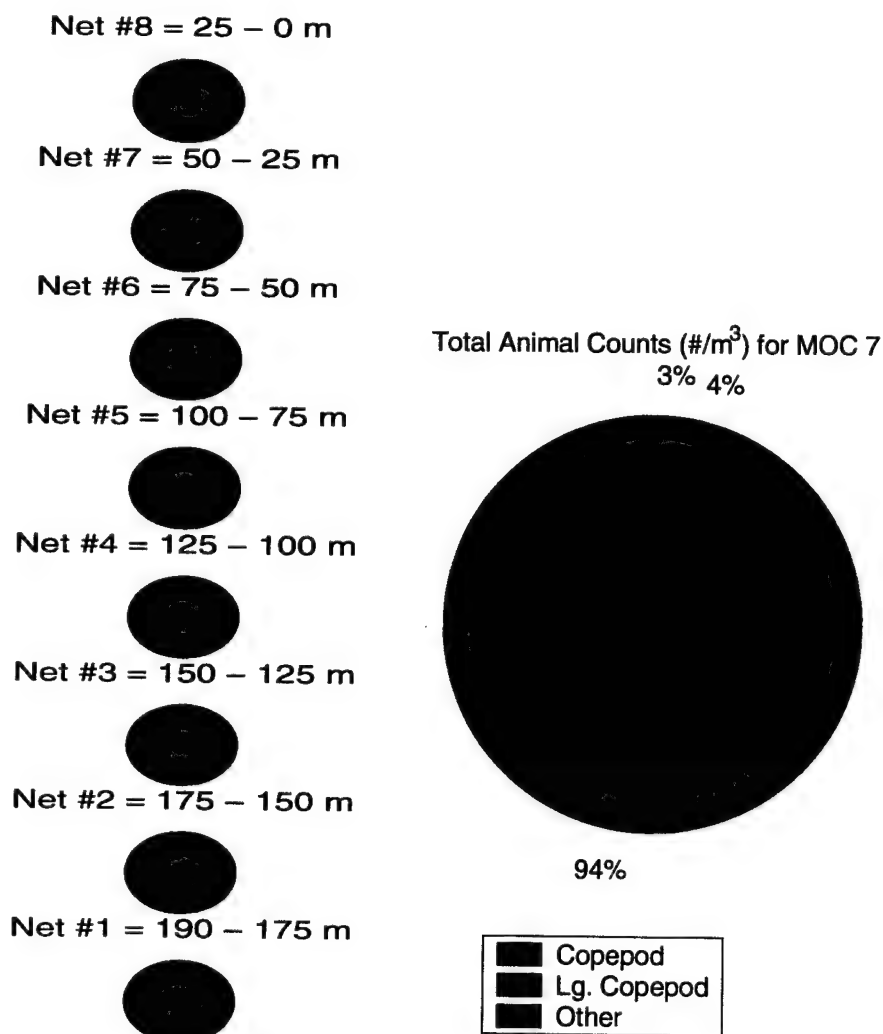 Net #8 = 25 – 0 m
Net #7 = 50 – 25 m
Net #6 = 75 – 50 m
Net #5 = 100 – 75 m
Net #4 = 125 – 100 m
Net #3 = 150 – 125 m
Net #2 = 175 – 150 m
Net #1 = 190 – 175 m
Total Animal Counts (#/m³) for MOC 7
3% 4%
94%
Copepod
Lg. Copepod
Other